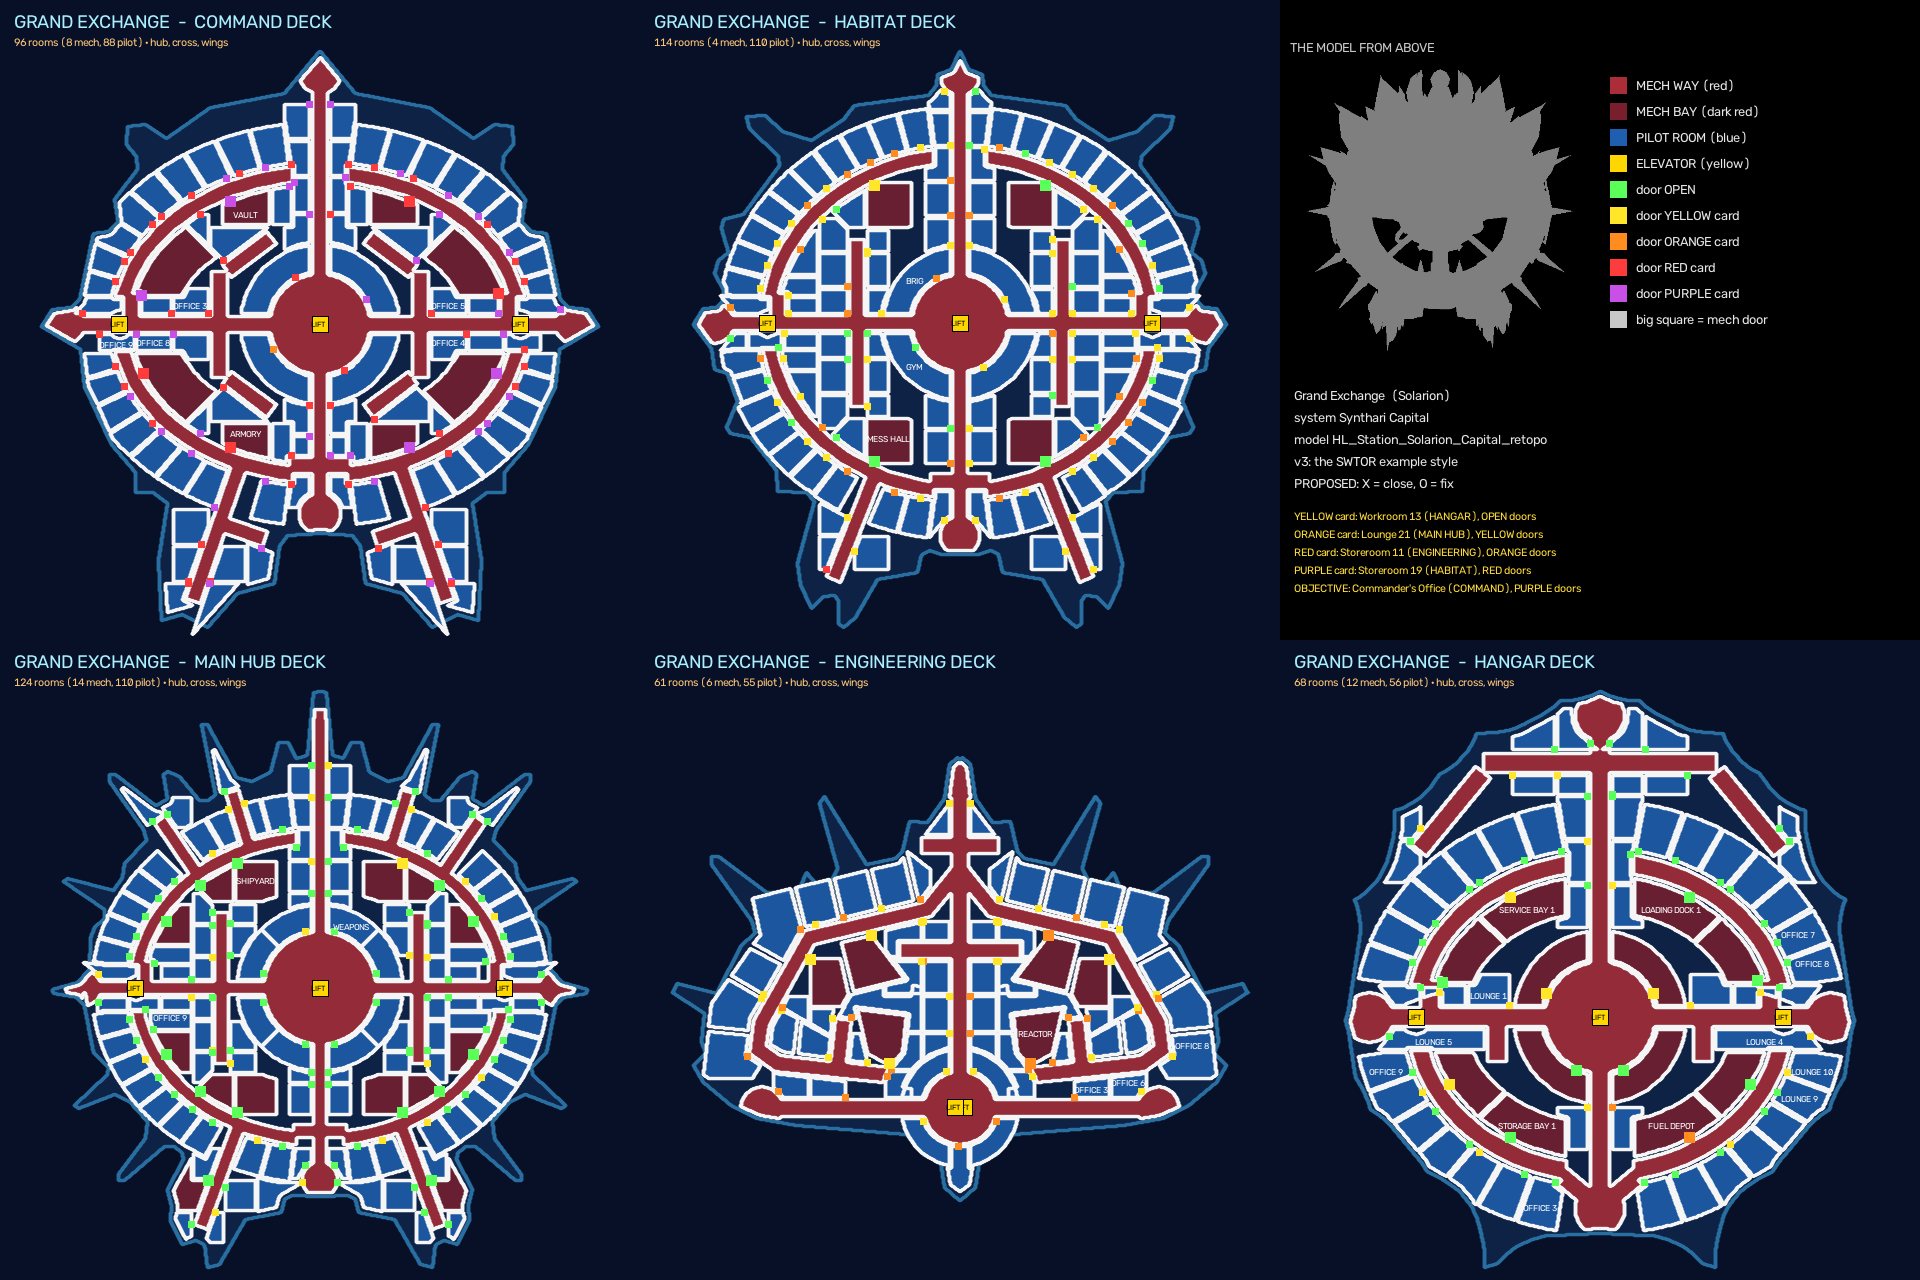 GRAND EXCHANGE - COMMAND DECK
96 rooms (8 mech, 88 pilot) • hub, cross, wings
VAULT
OFFICE 3
OFFICE 5
LIFT
LIFT
LIFT
OFFICE 9
OFFICE 8
OFFICE 4
ARMORY
GRAND EXCHANGE - HABITAT DECK
114 rooms (4 mech, 110 pilot) • hub, cross, wings
BRIG
LIFT
LIFT
LIFT
GYM
MESS HALL
THE MODEL FROM ABOVE
MECH WAY (red)
MECH BAY (dark red)
PILOT ROOM (blue)
ELEVATOR (yellow)
door OPEN
door YELLOW card
door ORANGE card
door RED card
door PURPLE card
big square = mech door
Grand Exchange (Solarion)
system Synthari Capital
model HL_Station_Solarion_Capital_retopo
v3: the SWTOR example style
PROPOSED: X = close, O = fix
YELLOW card: Workroom 13 (HANGAR), OPEN doors
ORANGE card: Lounge 21 (MAIN HUB), YELLOW doors
RED card: Storeroom 11 (ENGINEERING), ORANGE doors
PURPLE card: Storeroom 19 (HABITAT), RED doors
OBJECTIVE: Commander's Office (COMMAND), PURPLE doors
GRAND EXCHANGE - MAIN HUB DECK
124 rooms (14 mech, 110 pilot) • hub, cross, wings
SHIPYARD
WEAPONS
LIFT
LIFT
LIFT
OFFICE 9
GRAND EXCHANGE - ENGINEERING DECK
61 rooms (6 mech, 55 pilot) • hub, cross, wings
REACTOR
OFFICE 8
OFFICE 6
OFFICE 3
LIFT
GRAND EXCHANGE - HANGAR DECK
68 rooms (12 mech, 56 pilot) • hub, cross, wings
SERVICE BAY 1
LOADING DOCK 1
OFFICE 7
OFFICE 8
LOUNGE 1
LIFT
LIFT
LIFT
LOUNGE 5
LOUNGE 4
OFFICE 9
LOUNGE 10
LOUNGE 9
STORAGE BAY 1
FUEL DEPOT
OFFICE 3